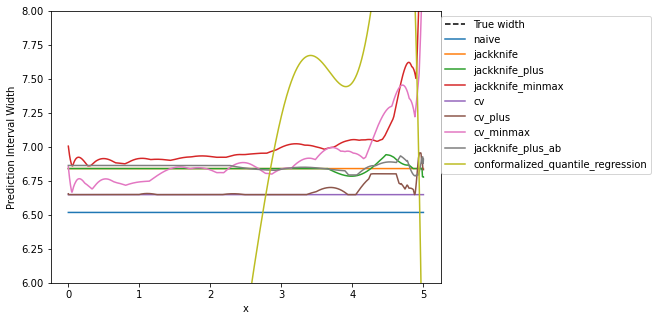 8.00
7.75
7.50
7.25
7.00
6.75
6.50
6.25
6.00
Prediction Interval Width
0
1
2
3
4
5
x
True width
naive
jackknife
jackknife_plus
jackknife_minmax
cv
cv_plus
cv_minmax
jackknife_plus_ab
conformalized_quantile_regression